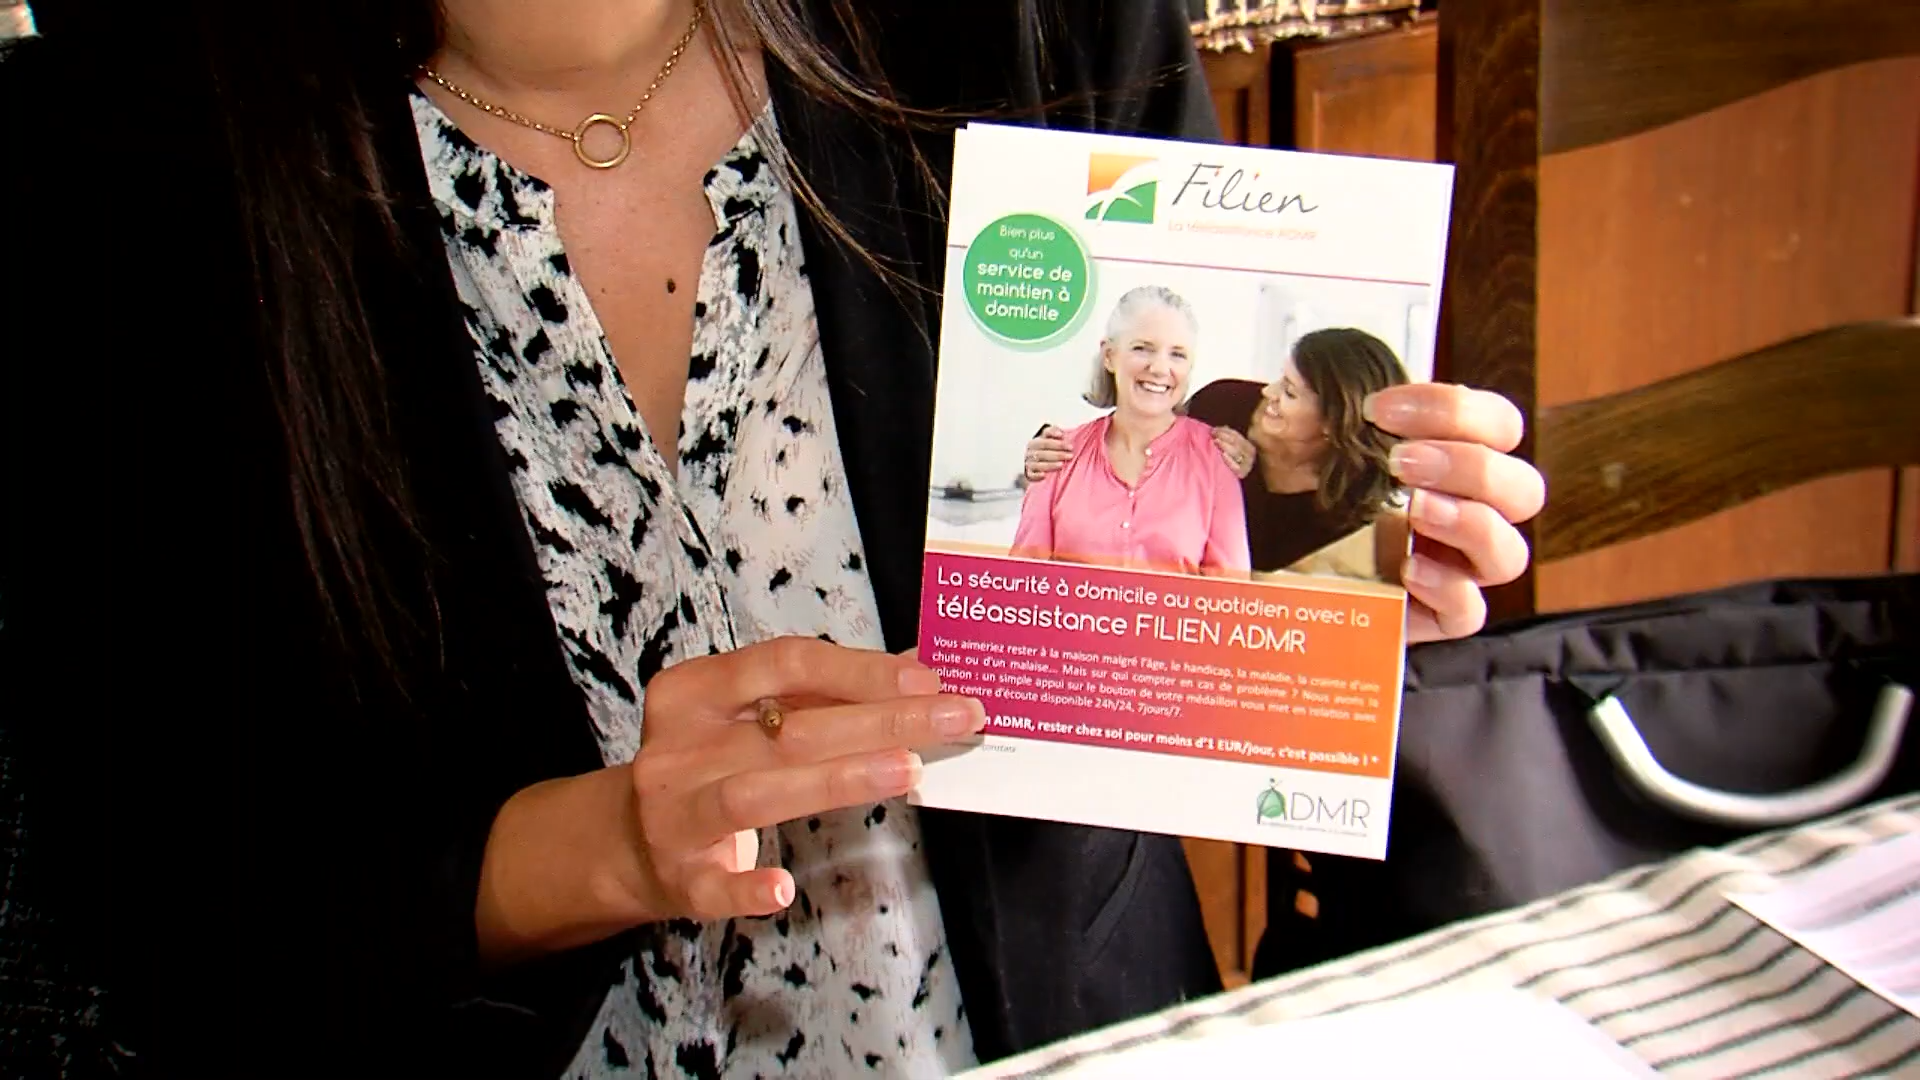 Filien
La téléassistance ADMR
Bien plus
qu'un
service de
maintien à
domicile
La sécurité à domicile au quotidien avec la
téléassistance FILIEN ADMR
Vous aimeriez rester à la maison malgré l'âge, le handicap, la maladie, la crainte d'une
chute ou d'un malaise... Mais sur qui compter en cas de problème ? Nous avons la
solution : un simple appui sur le bouton de votre médaillon vous met en relation avec
otre centre d'écoute disponible 24h/24, 7jours/7.
n ADMR, rester chez soi pour moins d'1 EUR/jour, c'est possible ! *
ADMR